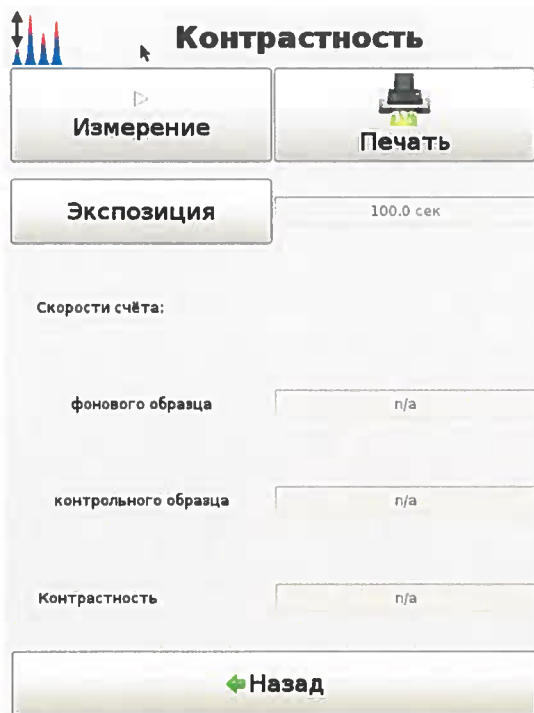 Контрастность
Измерение
Печать
Экспозиция
100.0 сек
Скорости счёта:
фонового образца
n/a
контрольного образца
n/a
Контрастность
n/a
Назад